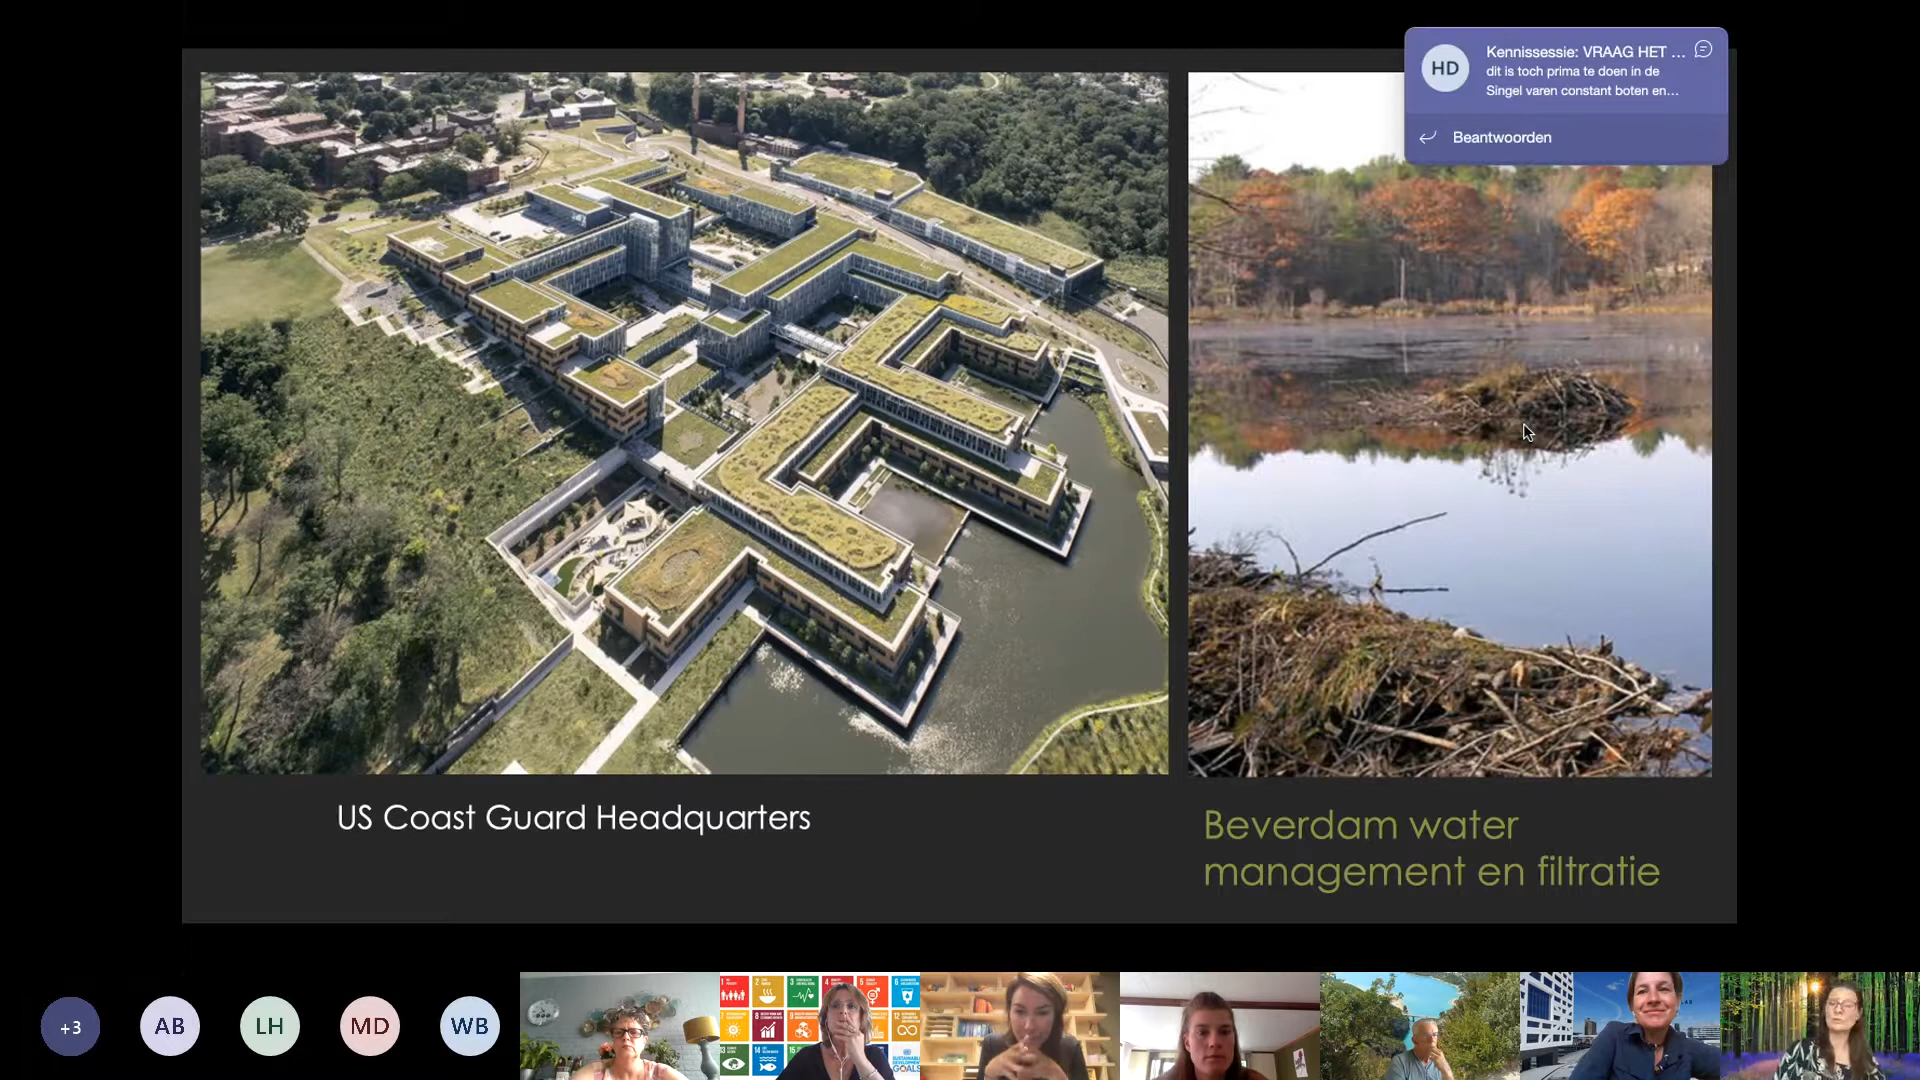 HD
Kennissessie: VRAAG HET ...
dit is toch prima te doen in de
Singel varen constant boten en...
Beantwoorden
US Coast Guard Headquarters
Beverdam water
management en filtratie
+3
AB
LH
MD
WB